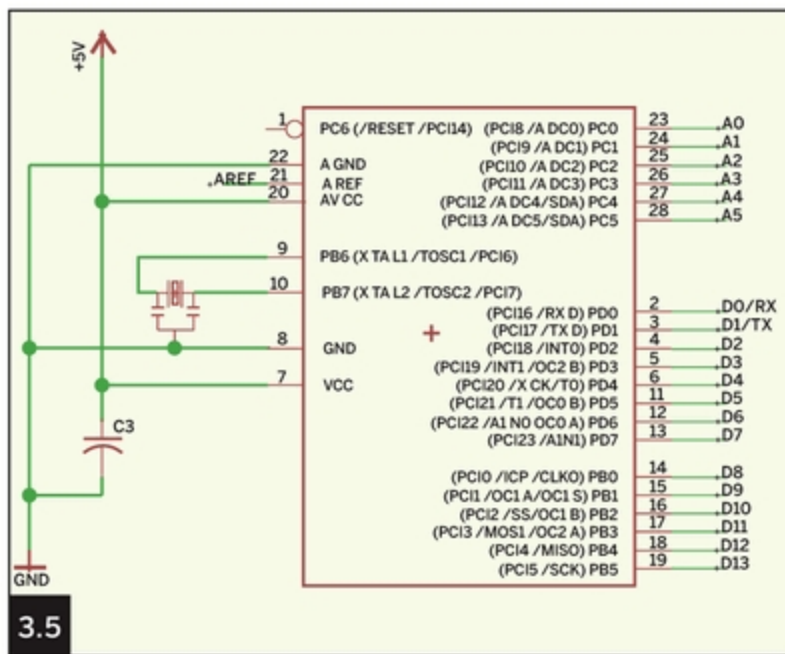 +5V
1 PC6 (/RESET /PCI14) (PCI8 /A DC0) PC0 23 A0
(PCI9 /A DC1) PC1 24 A1
22 A GND (PCI10 /A DC2) PC2 25 A2
AREF 21 A REF (PCI11 /A DC3) PC3 26 A3
20 AV CC (PCI12 /A DC4/SDA) PC4 27 A4
(PCI13 /A DC5/SDA) PC5 28 A5
9 PB6 (X TA L1 /TOSC1 /PCI6)
10 PB7 (X TA L2 /TOSC2 /PCI7)
(PCI16 /RX D) PD0 2 D0/RX
(PCI17 /TX D) PD1 3 D1/TX
8 GND (PCI18 /INT0) PD2 4 D2
(PCI19 /INT1 /OC2 B) PD3 5 D3
7 VCC (PCI20 /X CK/T0) PD4 6 D4
(PCI21 /T1 /OC0 B) PD5 11 D5
(PCI22 /A1 N0 OC0 A) PD6 12 D6
C3
(PCI23 /A1N1) PD7 13 D7
(PCI0 /ICP /CLKO) PB0 14 D8
(PCI1 /OC1 A/OC1 S) PB1 15 D9
(PCI2 /SS/OC1 B) PB2 16 D10
(PCI3 /MOS1 /OC2 A) PB3 17 D11
(PCI4 /MISO) PB4 18 D12
(PCI5 /SCK) PB5 19 D13
GND
3.5